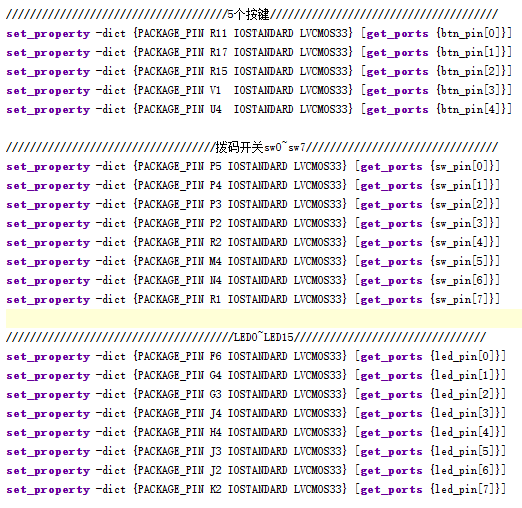 /////////////////////////////////////5个按键//////////////////////////////////////
set_property -dict {PACKAGE_PIN R11 IOSTANDARD LVCMOS33} [get_ports {btn_pin[0]}]
set_property -dict {PACKAGE_PIN R17 IOSTANDARD LVCMOS33} [get_ports {btn_pin[1]}]
set_property -dict {PACKAGE_PIN R15 IOSTANDARD LVCMOS33} [get_ports {btn_pin[2]}]
set_property -dict {PACKAGE_PIN V1  IOSTANDARD LVCMOS33} [get_ports {btn_pin[3]}]
set_property -dict {PACKAGE_PIN U4  IOSTANDARD LVCMOS33} [get_ports {btn_pin[4]}]
///////////////////////////////////拨码开关sw0~sw7////////////////////////////////
set_property -dict {PACKAGE_PIN P5 IOSTANDARD LVCMOS33} [get_ports {sw_pin[0]}]
set_property -dict {PACKAGE_PIN P4 IOSTANDARD LVCMOS33} [get_ports {sw_pin[1]}]
set_property -dict {PACKAGE_PIN P3 IOSTANDARD LVCMOS33} [get_ports {sw_pin[2]}]
set_property -dict {PACKAGE_PIN P2 IOSTANDARD LVCMOS33} [get_ports {sw_pin[3]}]
set_property -dict {PACKAGE_PIN R2 IOSTANDARD LVCMOS33} [get_ports {sw_pin[4]}]
set_property -dict {PACKAGE_PIN M4 IOSTANDARD LVCMOS33} [get_ports {sw_pin[5]}]
set_property -dict {PACKAGE_PIN N4 IOSTANDARD LVCMOS33} [get_ports {sw_pin[6]}]
set_property -dict {PACKAGE_PIN R1 IOSTANDARD LVCMOS33} [get_ports {sw_pin[7]}]
//////////////////////////////////////LED0~LED15////////////////////////////////
set_property -dict {PACKAGE_PIN F6 IOSTANDARD LVCMOS33} [get_ports {led_pin[0]}]
set_property -dict {PACKAGE_PIN G4 IOSTANDARD LVCMOS33} [get_ports {led_pin[1]}]
set_property -dict {PACKAGE_PIN G3 IOSTANDARD LVCMOS33} [get_ports {led_pin[2]}]
set_property -dict {PACKAGE_PIN J4 IOSTANDARD LVCMOS33} [get_ports {led_pin[3]}]
set_property -dict {PACKAGE_PIN H4 IOSTANDARD LVCMOS33} [get_ports {led_pin[4]}]
set_property -dict {PACKAGE_PIN J3 IOSTANDARD LVCMOS33} [get_ports {led_pin[5]}]
set_property -dict {PACKAGE_PIN J2 IOSTANDARD LVCMOS33} [get_ports {led_pin[6]}]
set_property -dict {PACKAGE_PIN K2 IOSTANDARD LVCMOS33} [get_ports {led_pin[7]}]